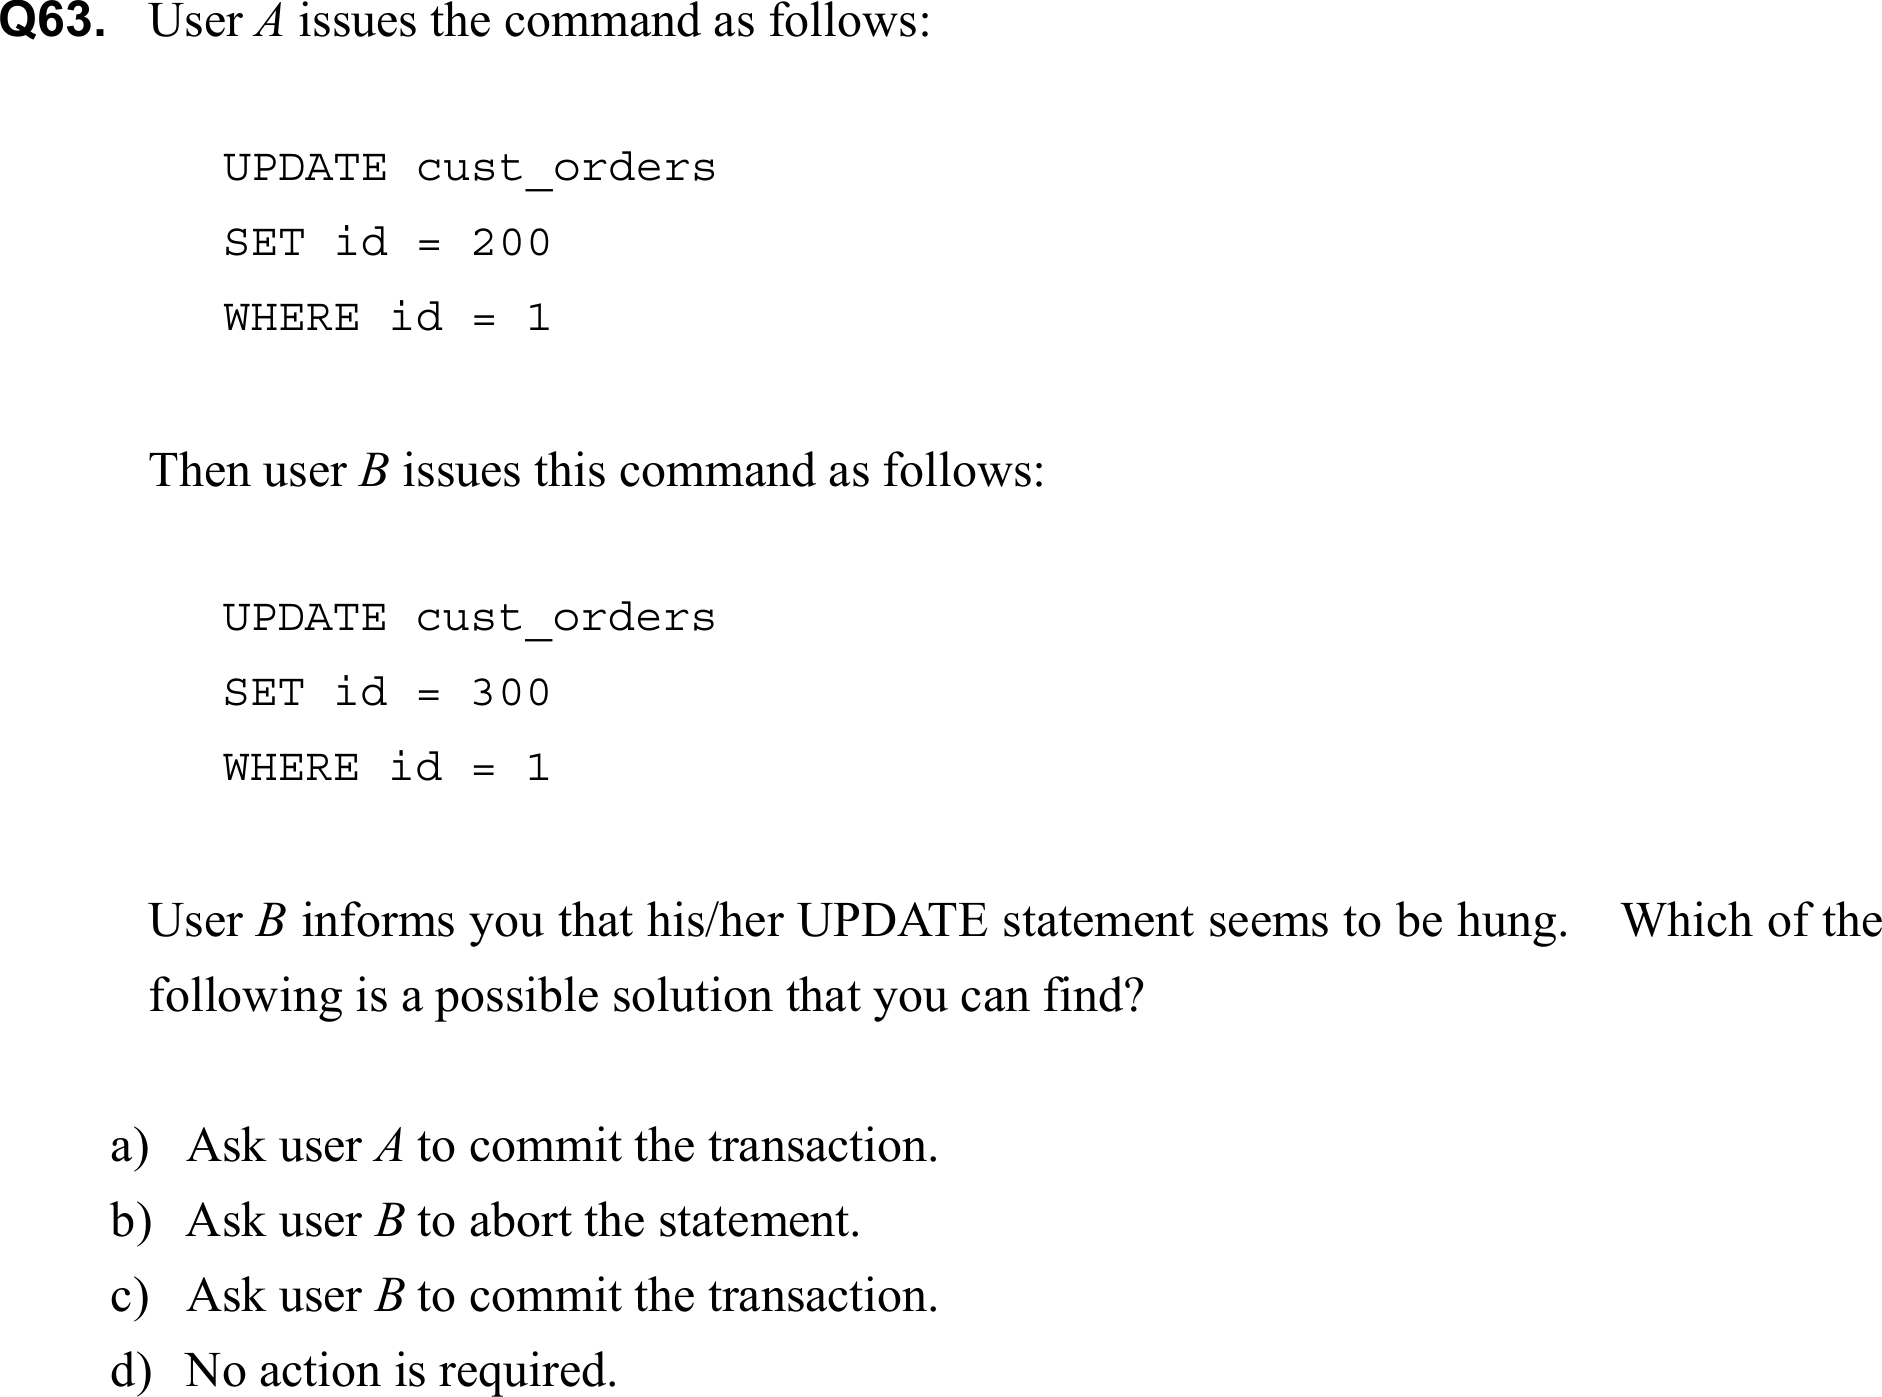 Q63. User A issues the command as follows:
UPDATE cust_orders
SET id = 200
WHERE id = 1
Then user B issues this command as follows:
UPDATE cust_orders
SET id = 300
WHERE id = 1
User B informs you that his/her UPDATE statement seems to be hung. Which of the
following is a possible solution that you can find?
a) Ask user A to commit the transaction.
b) Ask user B to abort the statement.
c) Ask user B to commit the transaction.
d) No action is required.